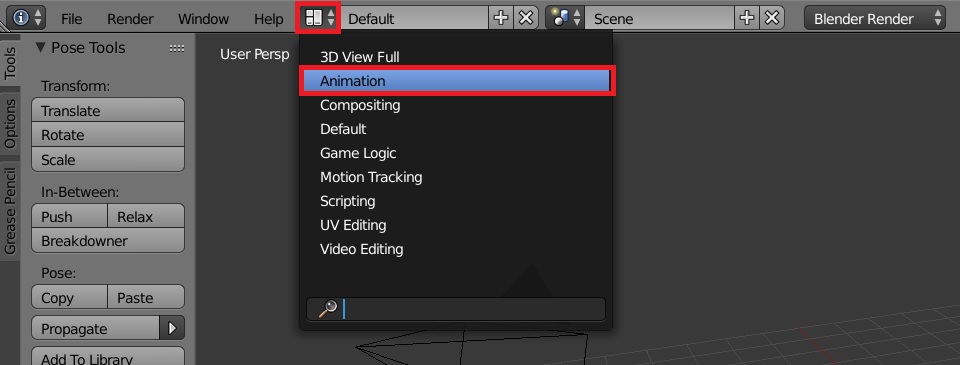 File Render Window Help Default Scene Blender Render
Tools
Options
Grease Pencil
Pose Tools
Transform:
Translate
Rotate
Scale
In-Between:
Push Relax
Breakdowner
Pose:
Copy Paste
Propagate
Add To Library
User Persp
3D View Full
Animation
Compositing
Default
Game Logic
Motion Tracking
Scripting
UV Editing
Video Editing